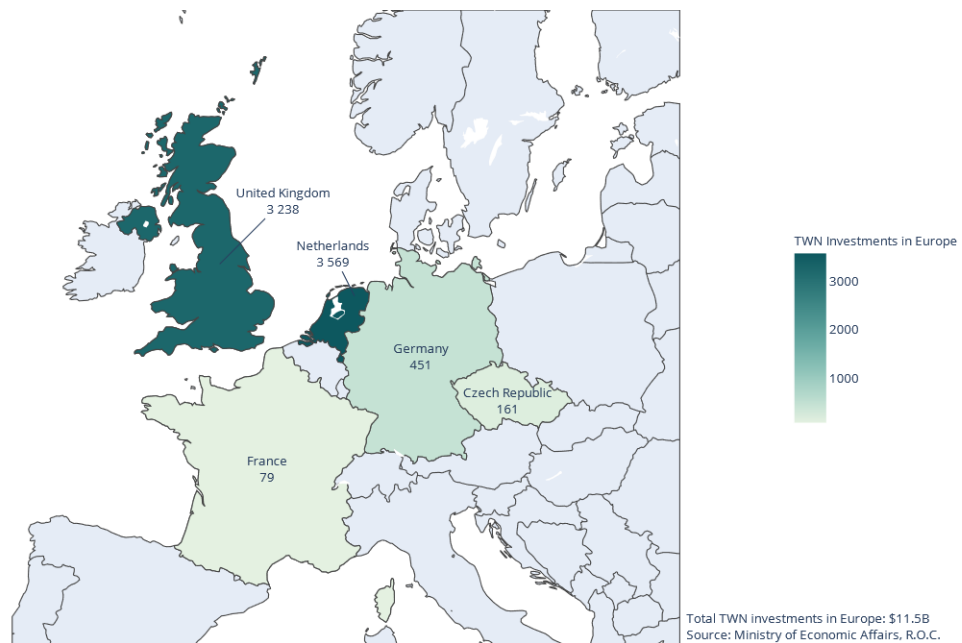 United Kingdom
3 238
Netherlands
3 569
Germany
451
Czech Republic
161
France
79
TWN Investments in Europe
3000
2000
1000
Total TWN investments in Europe: $11.5B
Source: Ministry of Economic Affairs, R.O.C.